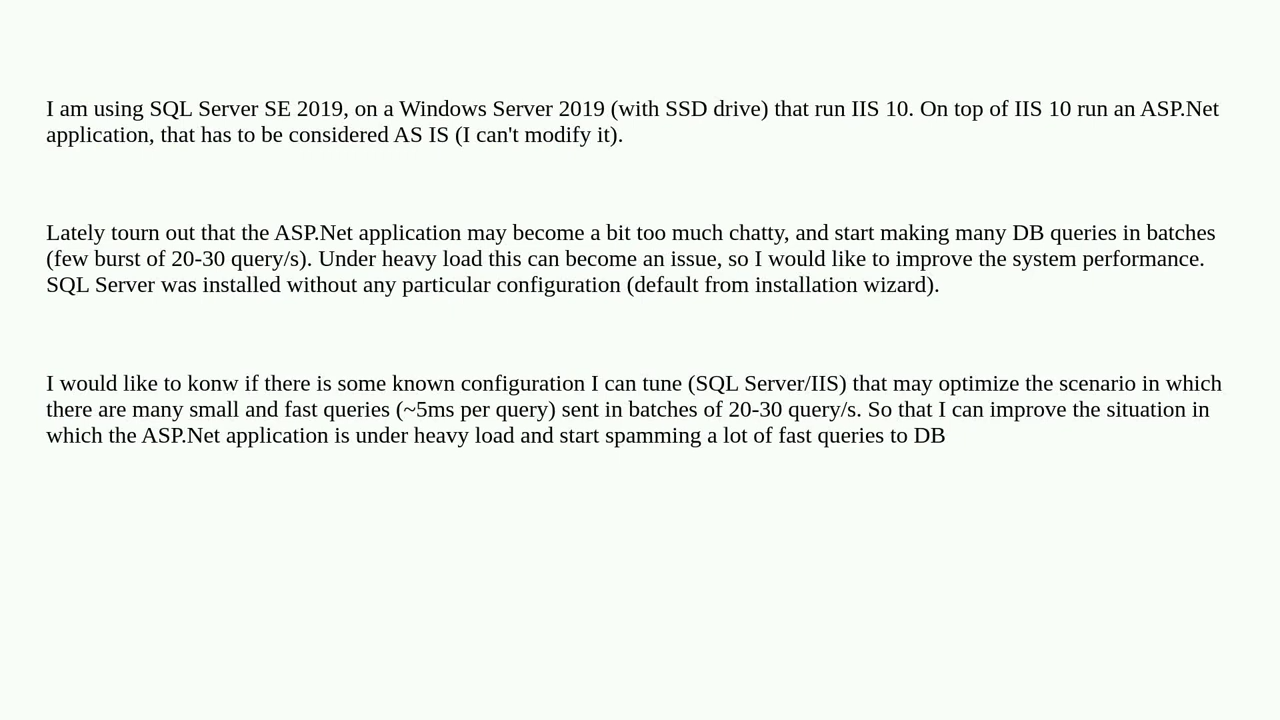 I am using SQL Server SE 2019, on a Windows Server 2019 (with SSD drive) that run IIS 10. On top of IIS 10 run an ASP.Net
application, that has to be considered AS IS (I can't modify it).
Lately tourn out that the ASP.Net application may become a bit too much chatty, and start making many DB queries in batches
(few burst of 20-30 query/s). Under heavy load this can become an issue, so I would like to improve the system performance.
SQL Server was installed without any particular configuration (default from installation wizard).
I would like to konw if there is some known configuration I can tune (SQL Server/IIS) that may optimize the scenario in which
there are many small and fast queries (~5ms per query) sent in batches of 20-30 query/s. So that I can improve the situation in
which the ASP.Net application is under heavy load and start spamming a lot of fast queries to DB